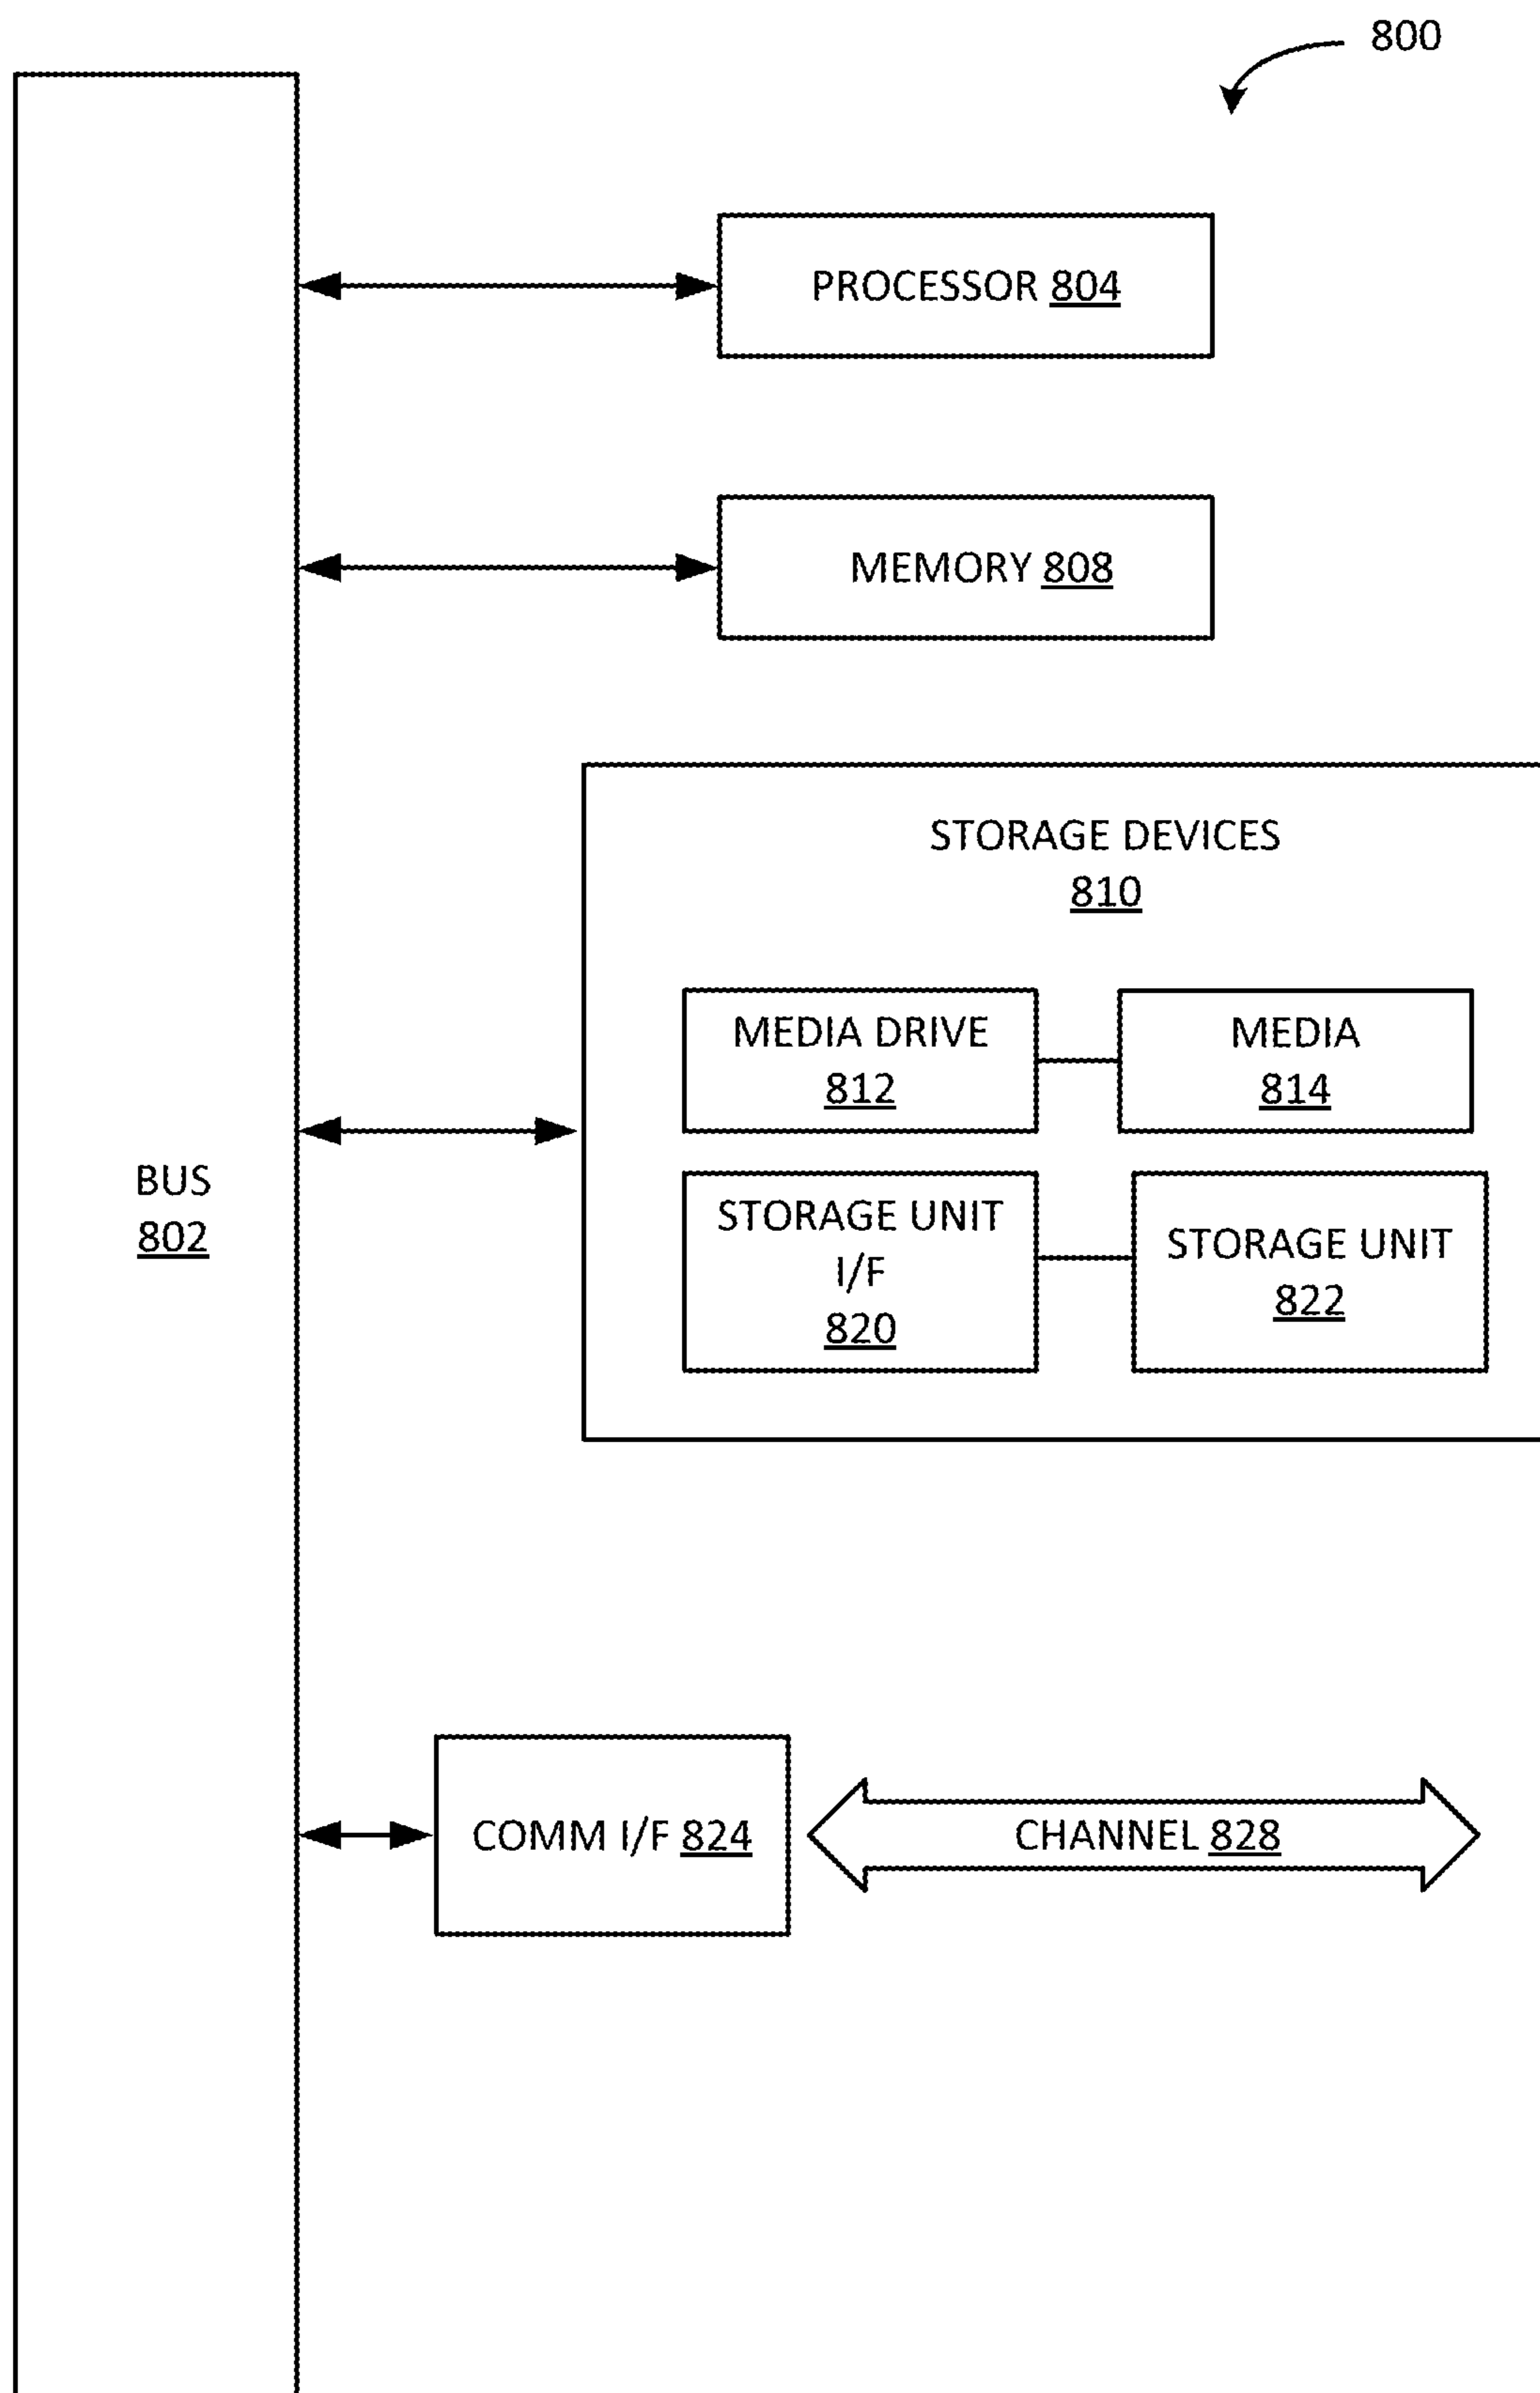 800
PROCESSOR 804
MEMORY 808
STORAGE DEVICES
810
MEDIA DRIVE
812
MEDIA
814
BUS
802
STORAGE UNIT
I/F
820
STORAGE UNIT
822
COMM I/F 824
CHANNEL 828